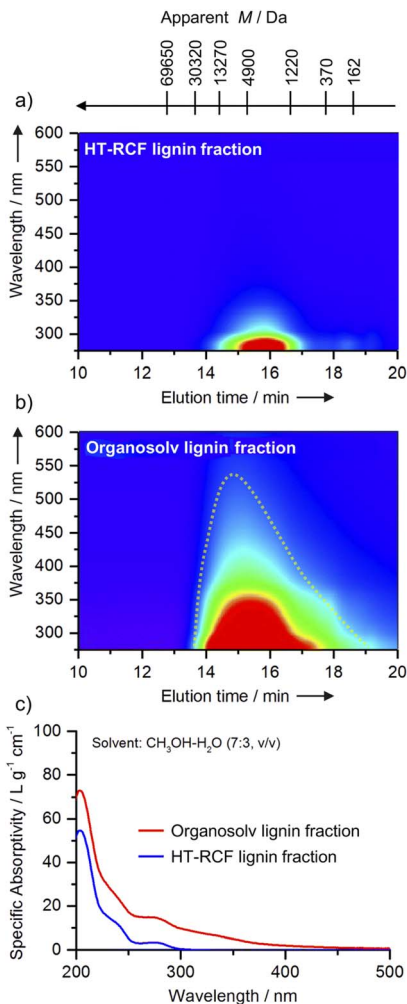 Apparent M / Da
69650
30320
13270
4900
1220
370
162
a)
600
HT-RCF lignin fraction
550
500
450
400
350
300
Wavelength / nm
10 12 14 16 18 20
Elution time / min
b)
600
Organosolv lignin fraction
550
500
450
400
350
300
Wavelength / nm
10 12 14 16 18 20
Elution time / min
c)
100
80
60
40
20
0
Specific Absorptivity / L g⁻¹ cm⁻¹
Solvent: CH₃OH-H₂O (7:3, v/v)
Organosolv lignin fraction
HT-RCF lignin fraction
200 300 400 500
Wavelength / nm